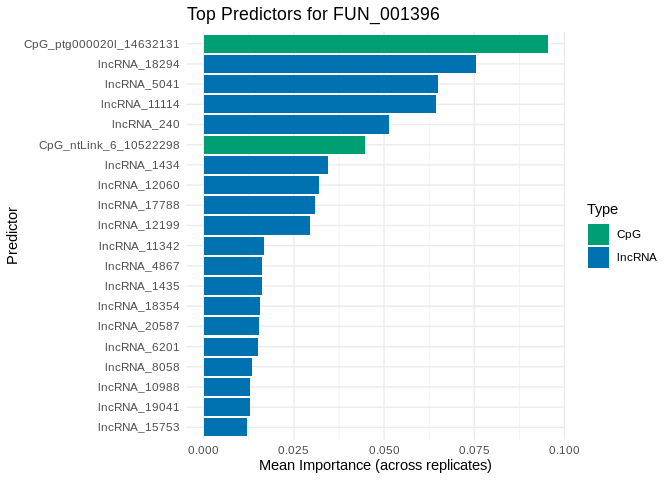 Top Predictors for FUN_001396
CpG_ptg000020l_14632131
lncRNA_18294
lncRNA_5041
lncRNA_11114
lncRNA_240
CpG_ntLink_6_10522298
lncRNA_1434
lncRNA_12060
lncRNA_17788
lncRNA_12199
lncRNA_11342
lncRNA_4867
lncRNA_1435
lncRNA_18354
lncRNA_20587
lncRNA_6201
lncRNA_8058
lncRNA_10988
lncRNA_19041
lncRNA_15753
Predictor
0.000 0.025 0.050 0.075 0.100
Mean Importance (across replicates)
Type
CpG
lncRNA